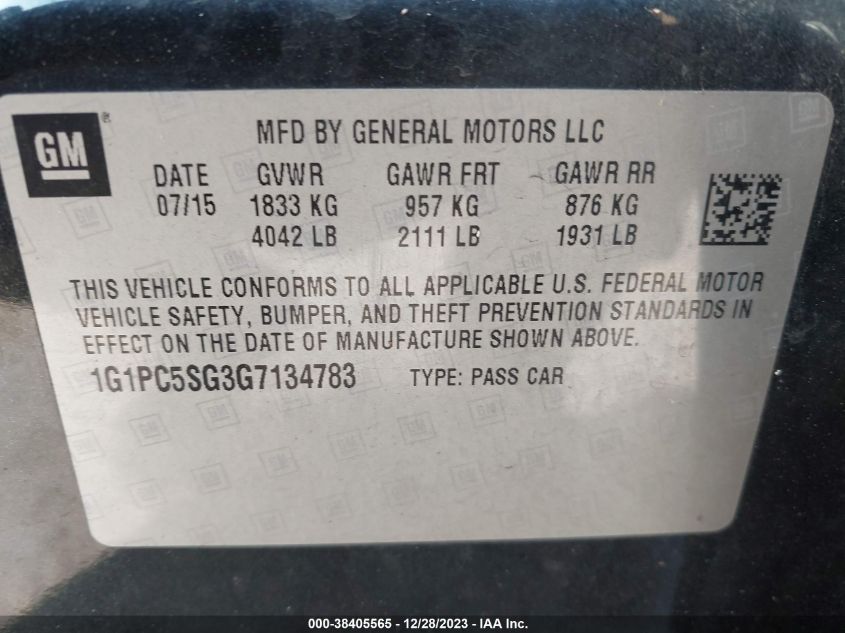 GM ®
MFD BY GENERAL MOTORS LLC
DATE GVWR GAWR FRT GAWR RR
07/15 1833 KG 957 KG 876 KG
4042 LB 2111 LB 1931 LB
THIS VEHICLE CONFORMS TO ALL APPLICABLE U.S. FEDERAL MOTOR
VEHICLE SAFETY, BUMPER, AND THEFT PREVENTION STANDARDS IN
EFFECT ON THE DATE OF MANUFACTURE SHOWN ABOVE.
1G1PC5SG3G7134783 TYPE: PASS CAR
000-38405565 - 12/28/2023 - IAA Inc.